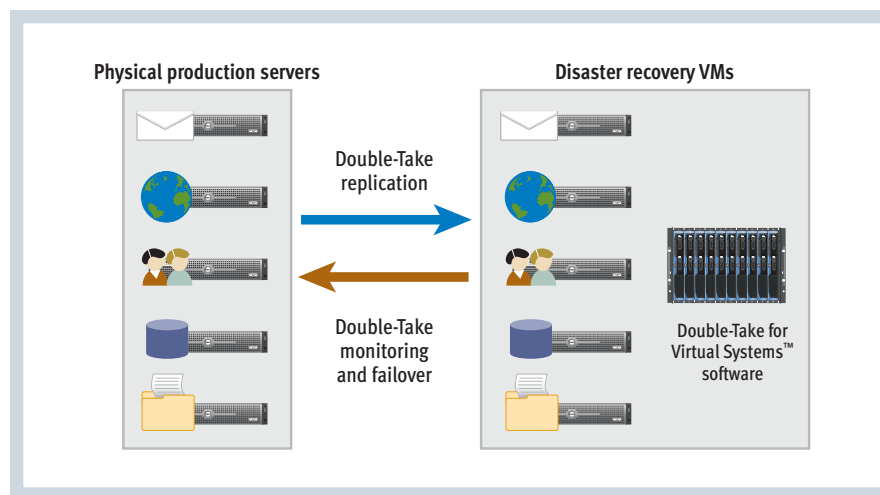 Physical production servers
Disaster recovery VMs
Double-Take
replication
Double-Take
monitoring
and failover
Double-Take for
Virtual Systems™
software